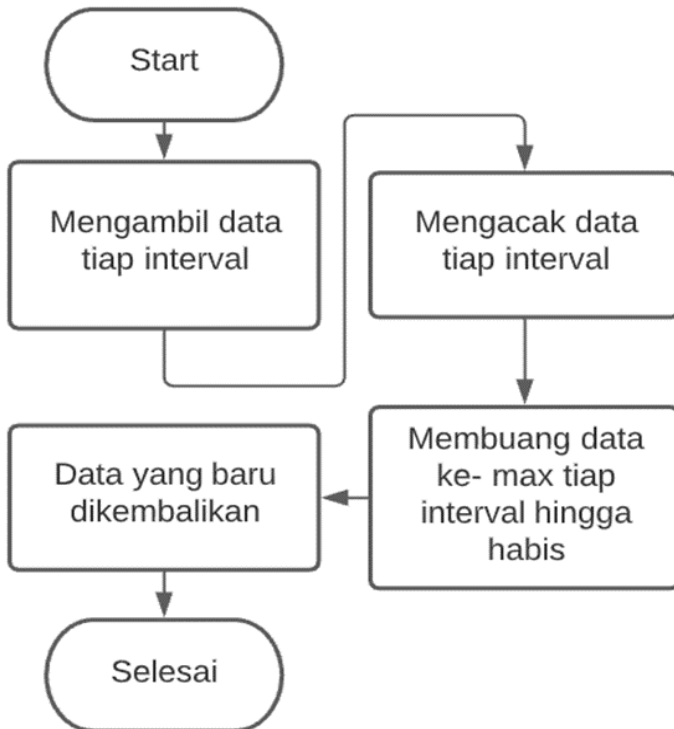 Start
Mengambil data
tiap interval
Mengacak data
tiap interval
Membuang data
ke- max tiap
interval hingga
habis
Data yang baru
dikembalikan
Selesai